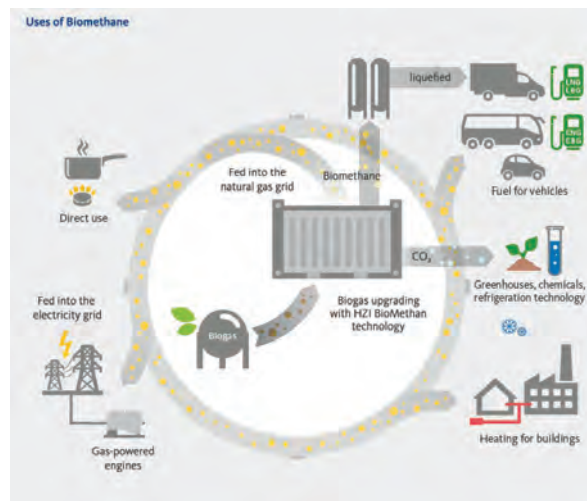 Uses of Biomethane
liquefied
LNG
LBG
CNG
CBG
Fuel for vehicles
Fed into the
natural gas grid
Biomethane
Direct use
CO₂
Greenhouses, chemicals,
refrigeration technology
Fed into the
electricity grid
Biogas upgrading
with HZI BioMethan
technology
Biogas
Gas-powered
engines
Heating for buildings